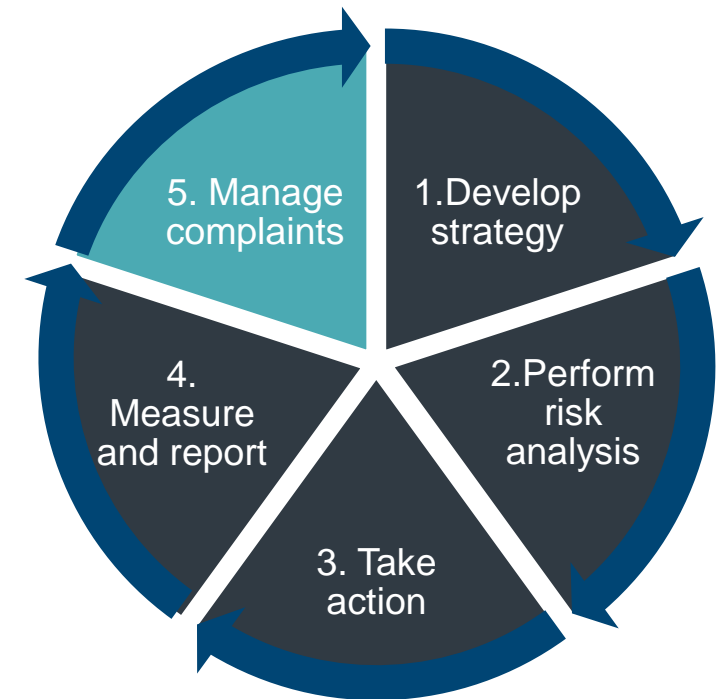 1.Develop
strategy
2.Perform
risk
analysis
3. Take
action
4.
Measure
and report
5. Manage
complaints